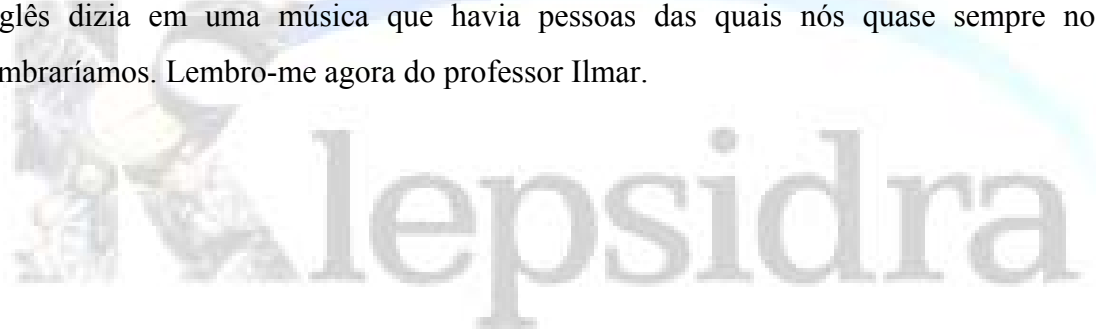 glês dizia em uma música que havia pessoas das quais nós quase sempre no
mbraríamos. Lembro-me agora do professor Ilmar.
Klepsidra